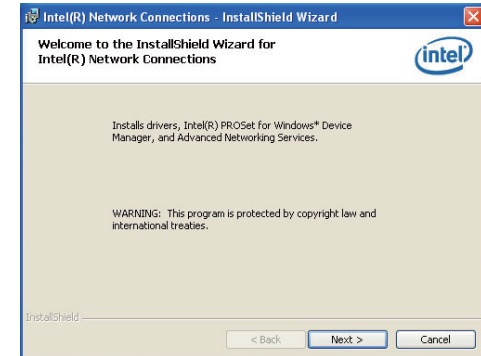 Intel(R) Network Connections - InstallShield Wizard
Welcome to the InstallShield Wizard for
Intel(R) Network Connections
intel
Installs drivers, Intel(R) PROSet for Windows* Device
Manager, and Advanced Networking Services.
WARNING: This program is protected by copyright law and
international treaties.
InstallShield
< Back Next > Cancel